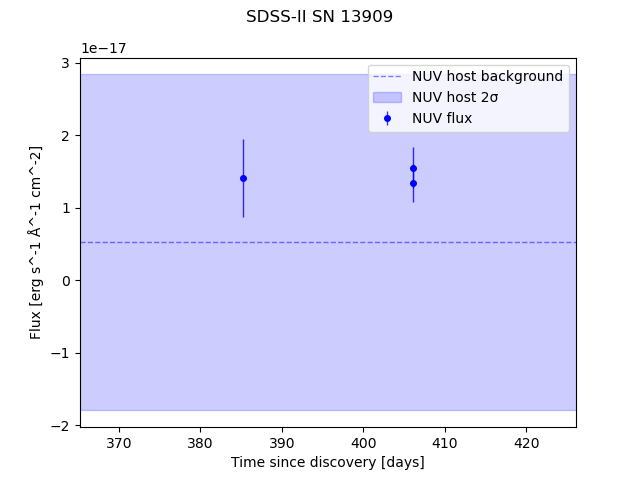 SDSS-II SN 13909
1e−17
NUV host background
NUV host 2σ
NUV flux
3
2
1
0
−1
−2
Flux [erg s^-1 Å^-1 cm^-2]
370 380 390 400 410 420
Time since discovery [days]